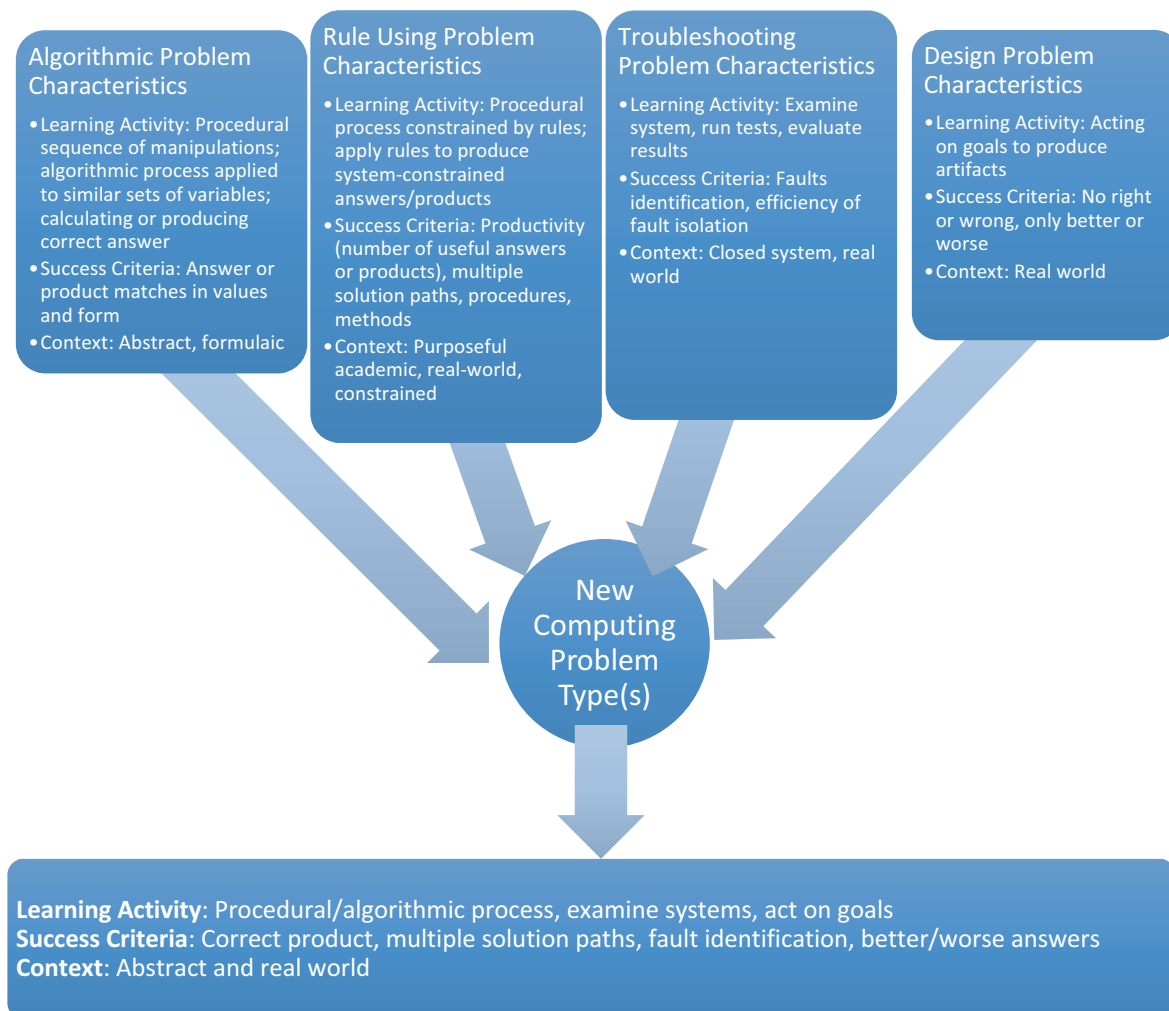 Algorithmic Problem
Characteristics
•Learning Activity: Procedural
sequence of manipulations;
algorithmic process applied
to similar sets of variables;
calculating or producing
correct answer
•Success Criteria: Answer or
product matches in values
and form
•Context: Abstract, formulaic
Rule Using Problem
Characteristics
•Learning Activity: Procedural
process constrained by rules;
apply rules to produce
system-constrained
answers/products
•Success Criteria: Productivity
(number of useful answers
or products), multiple
solution paths, procedures,
methods
•Context: Purposeful
academic, real-world,
constrained
Troubleshooting
Problem Characteristics
•Learning Activity: Examine
system, run tests, evaluate
results
•Success Criteria: Faults
identification, efficiency of
fault isolation
•Context: Closed system, real
world
Design Problem
Characteristics
•Learning Activity: Acting
on goals to produce
artifacts
•Success Criteria: No right
or wrong, only better or
worse
•Context: Real world
New
Computing
Problem
Type(s)
Learning Activity: Procedural/algorithmic process, examine systems, act on goals
Success Criteria: Correct product, multiple solution paths, fault identification, better/worse answers
Context: Abstract and real world